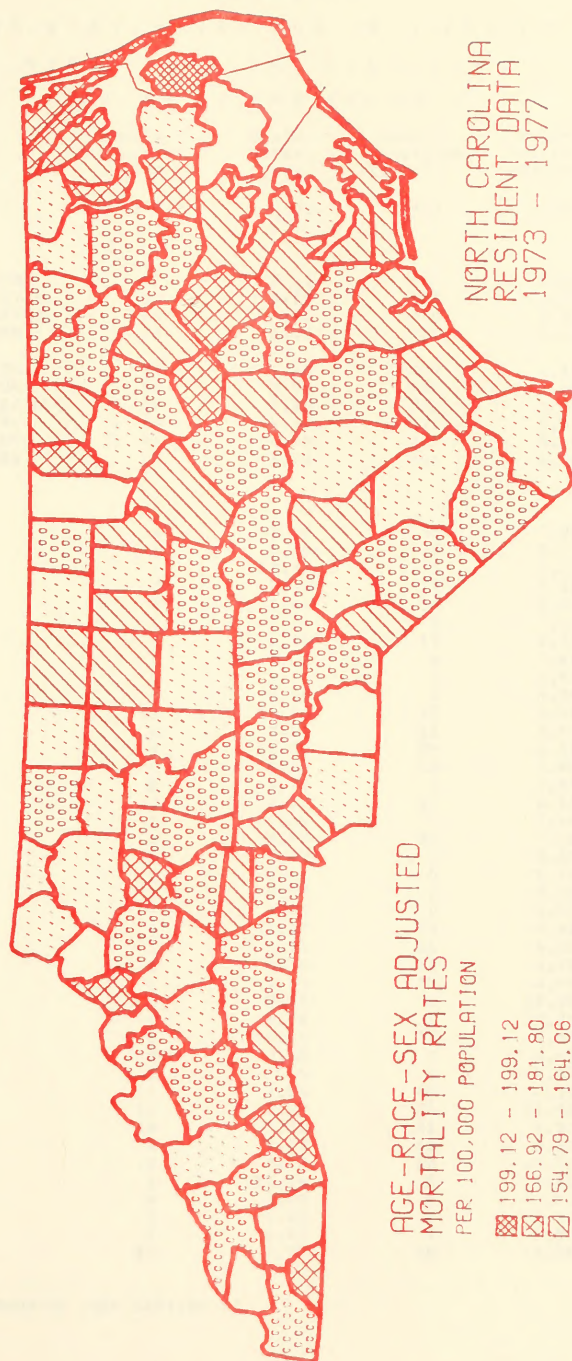 AGE-RACE-SEX ADJUSTED
MORTALITY RATES
PER 100,000 POPULATION
199.12 - 199.12
166.92 - 181.80
154.79 - 164.06
NORTH CAROLINA
RESIDENT DATA
1973 - 1977